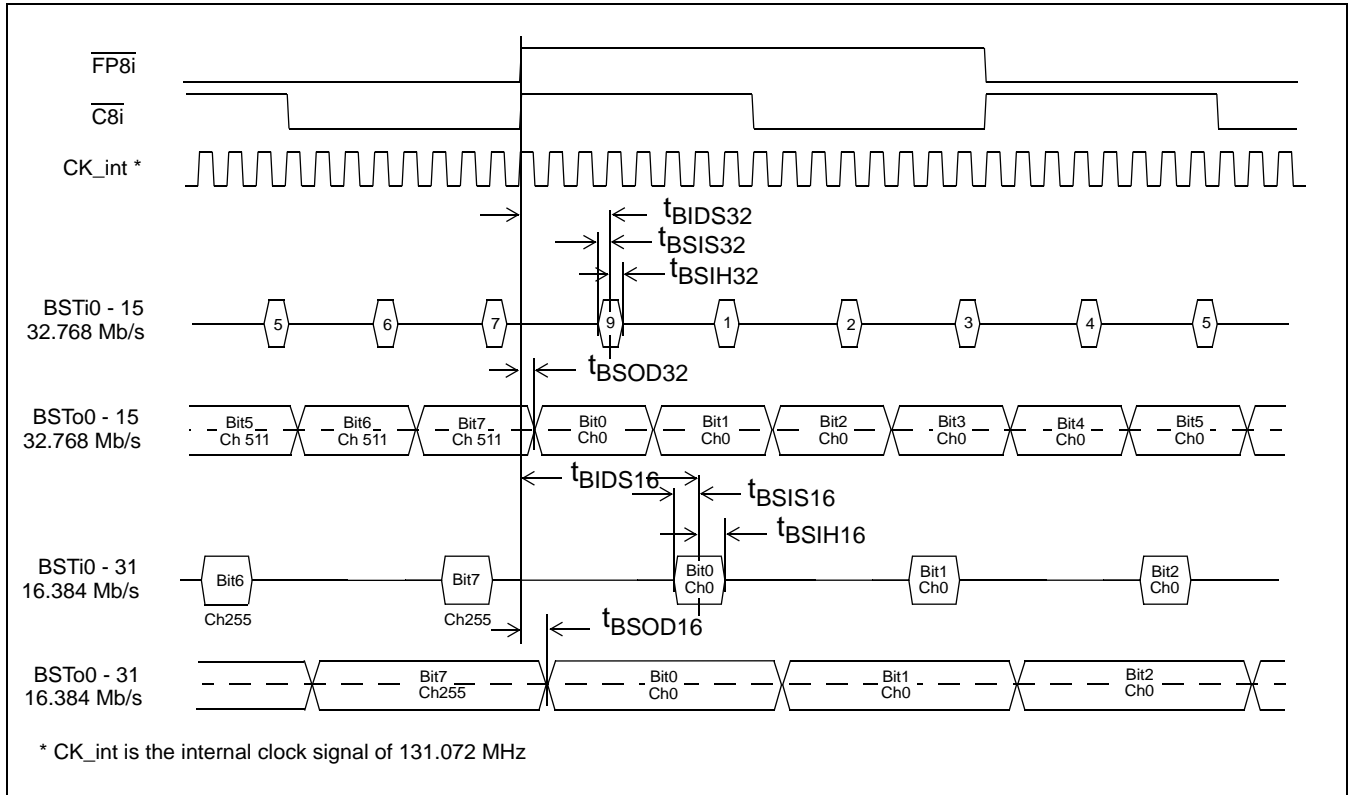 FP8i
C8i
CK_int *
tBIDS32
tBSIS32
tBSIH32
BSTi0 - 15
32.768 Mb/s
5 6 7 9 1 2 3 4 5
tBSOD32
BSTo0 - 15
32.768 Mb/s
Bit5 Bit6 Bit7 Bit0 Bit1 Bit2 Bit3 Bit4 Bit5
Ch 511 Ch 511 Ch 511 Ch0 Ch0 Ch0 Ch0 Ch0 Ch0
tBIDS16
tBSIS16
tBSIH16
BSTi0 - 31
16.384 Mb/s
Bit6 Bit7 Bit0 Bit1 Bit2
Ch0 Ch0 Ch0
Ch255 Ch255
tBSOD16
BSTo0 - 31
16.384 Mb/s
Bit7 Bit0 Bit1 Bit2
Ch255 Ch0 Ch0 Ch0
* CK_int is the internal clock signal of 131.072 MHz